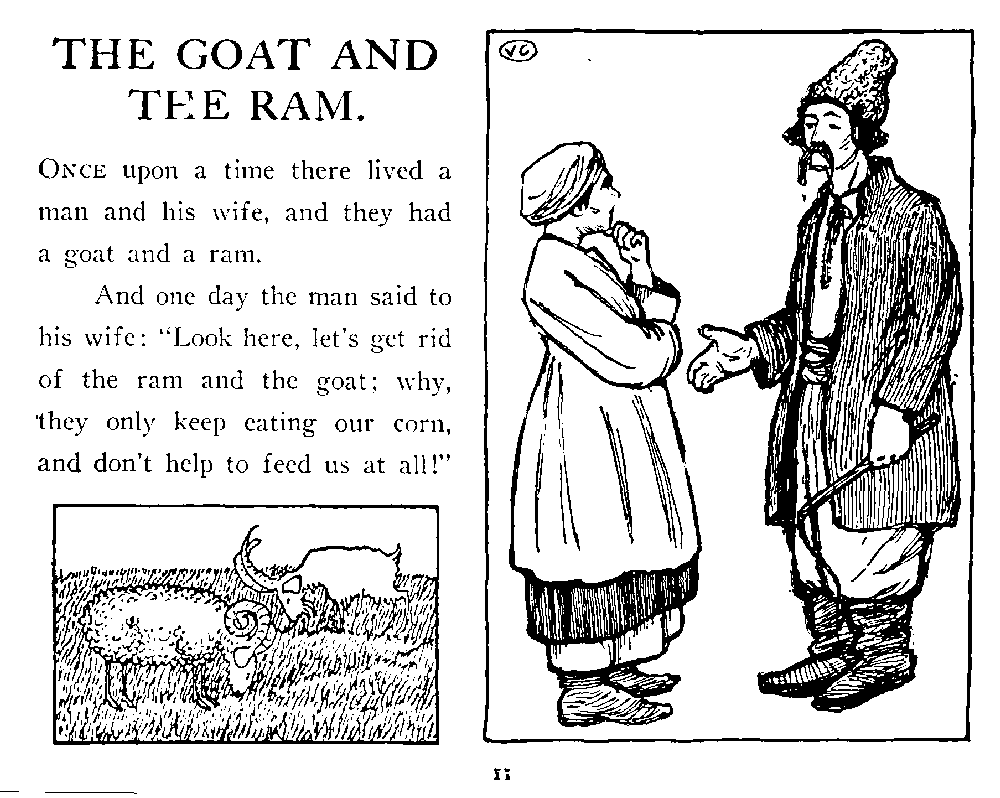 THE GOAT AND
THE RAM.
ONCE upon a time there lived a
man and his wife, and they had
a goat and a ram.
And one day the man said to
his wife: "Look here, let's get rid
of the ram and the goat; why,
they only keep eating our corn,
and don't help to feed us at all!"
VC
11